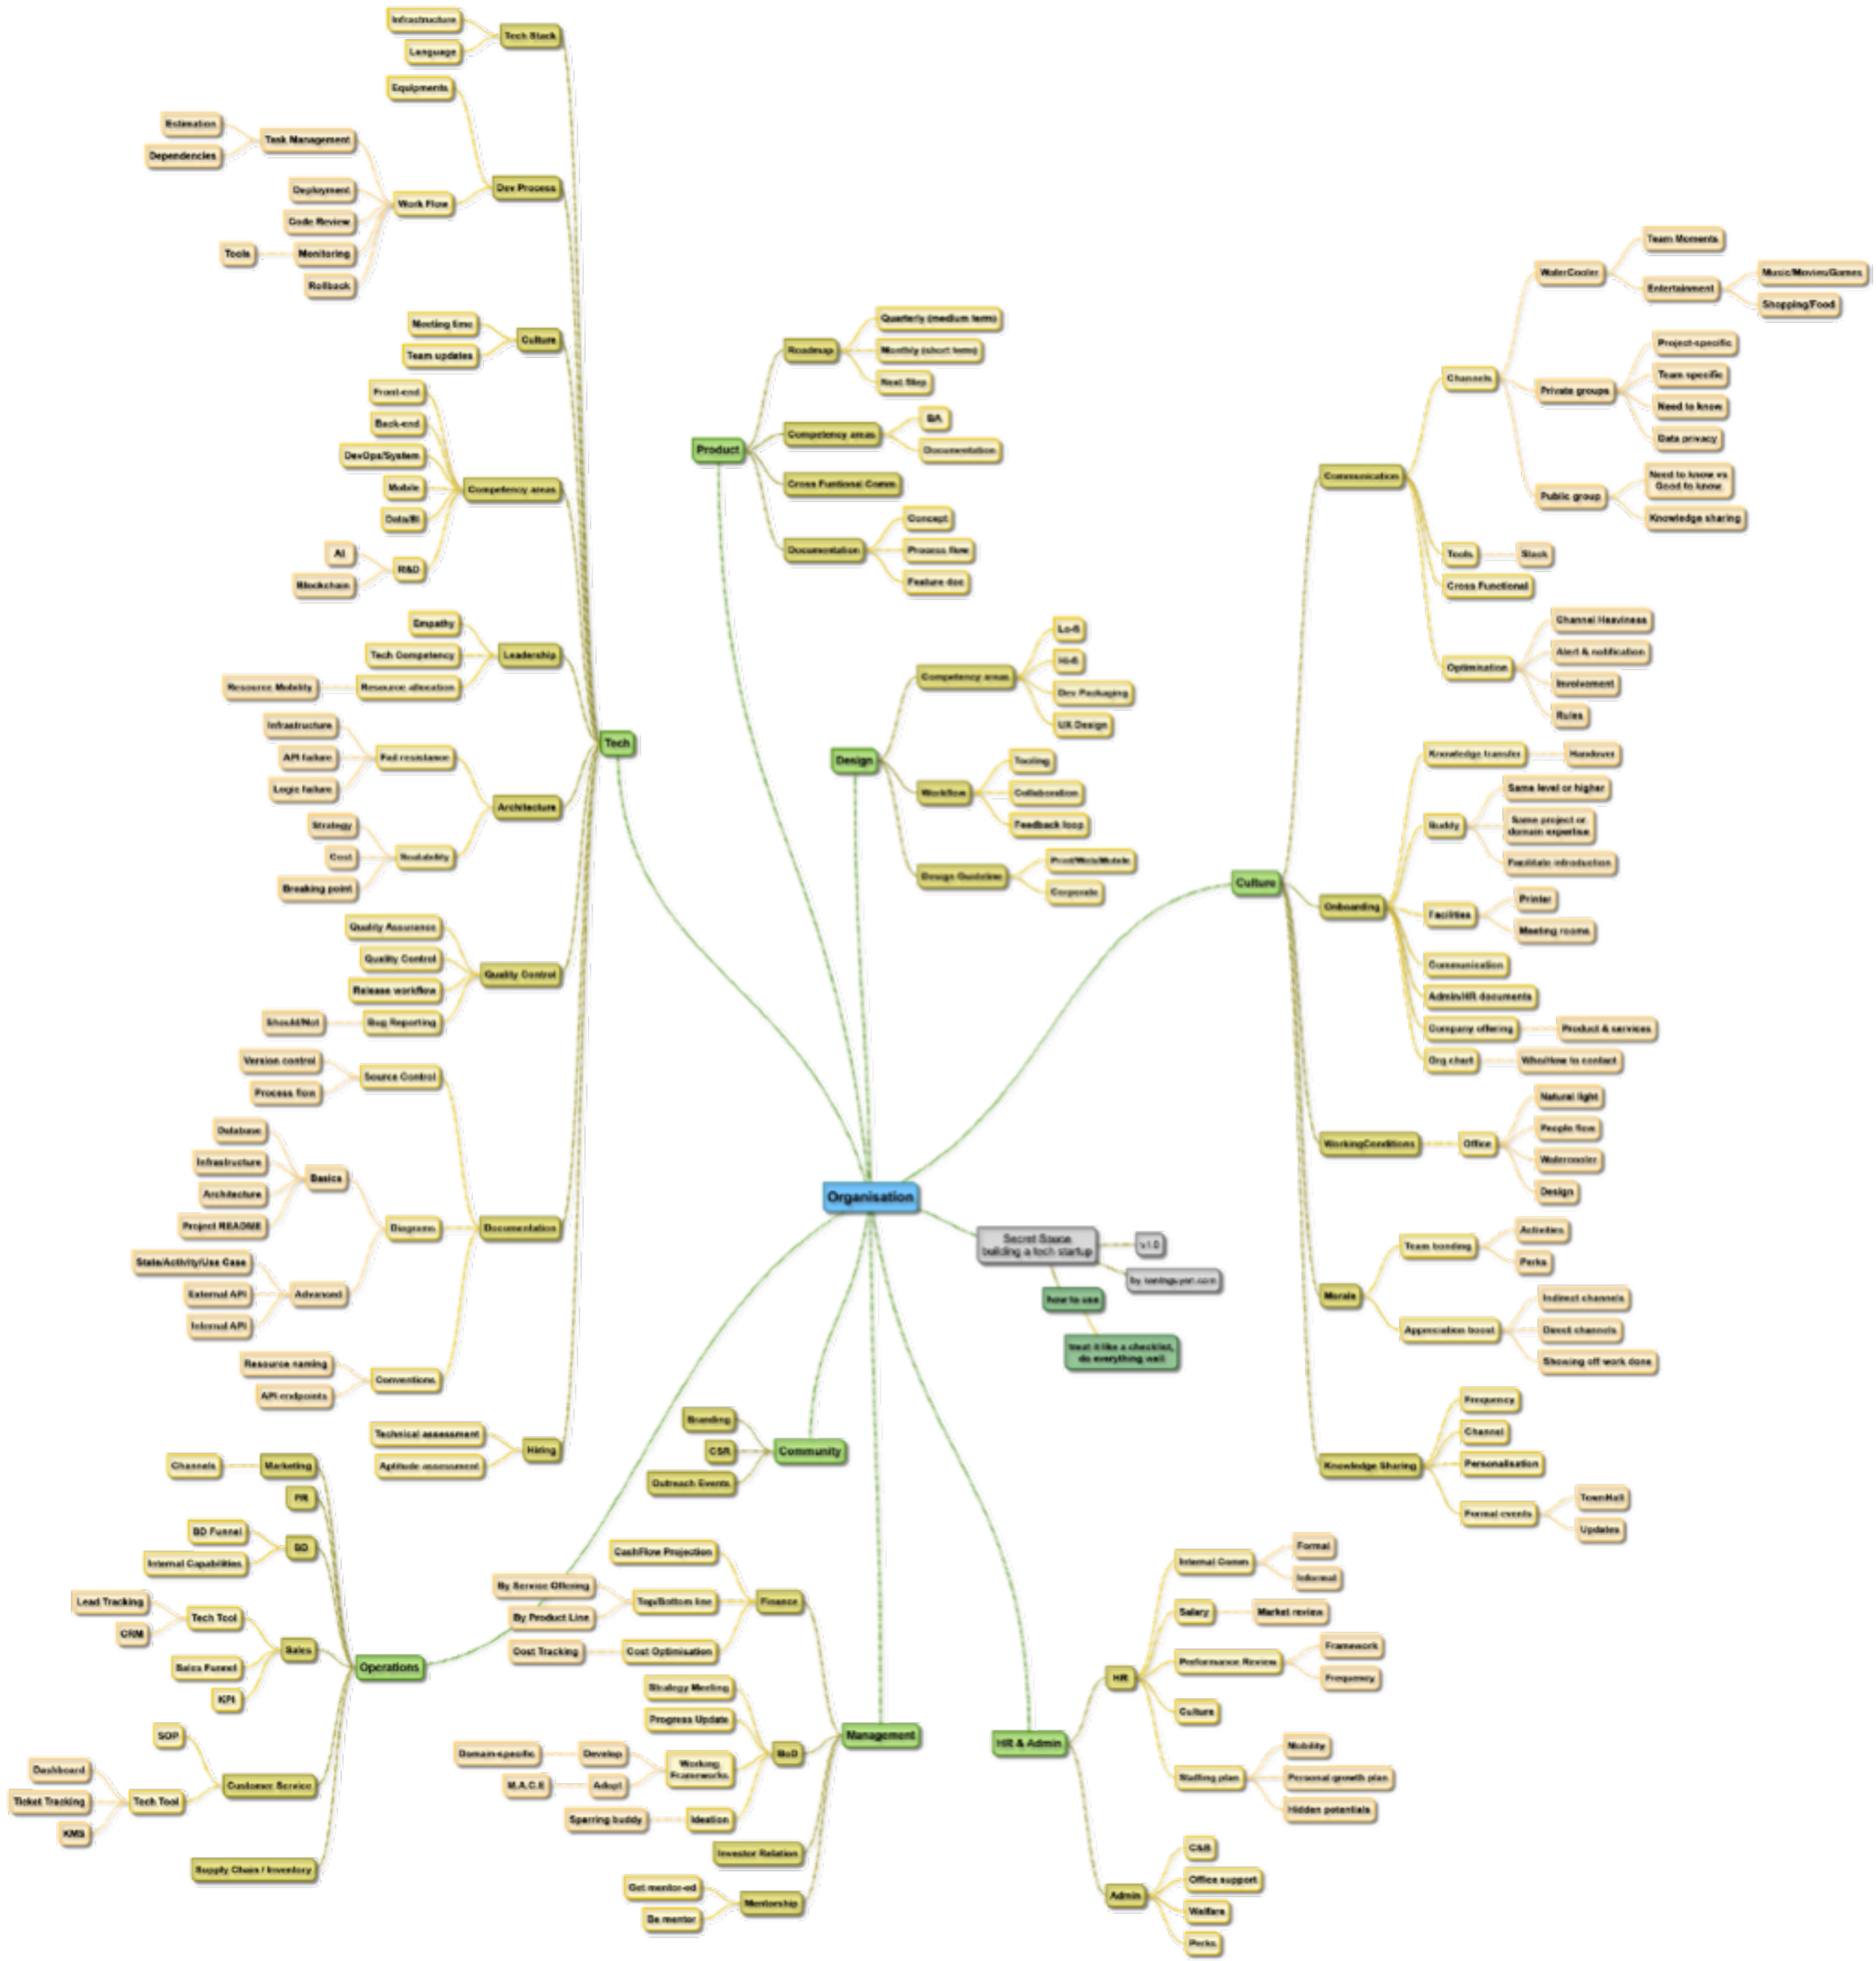 Organisation
Secret Sauce
building a tech startup
v1.0
how to use
treat it like a checklist,
do everything well
Tech
Tech Stack
Infrastructure
Language
Dev Process
Equipments
Work Flow
Task Management
Estimation
Dependencies
Deployment
Code Review
Monitoring
Tools
Rollback
Culture
Meeting time
Team updates
Competency areas
Front-end
Back-end
DevOps/System
Mobile
Data/BI
R&D
AI
Blockchain
Leadership
Empathy
Tech Competency
Resource allocation
Resource Mobility
Architecture
Fail resistance
Infrastructure
API failure
Logic failure
Scalability
Strategy
Cost
Breaking point
Quality Control
Quality Assurance
Quality Control
Release workflow
Bug Reporting
Should/Not
Documentation
Source Control
Version control
Process flow
Diagrams
Basics
Database
Infrastructure
Architecture
Project README
Advanced
State/Activity/Use Case
External API
Internal API
Conventions
Resource naming
API endpoints
Hiring
Technical assessment
Aptitude assessment
Product
Roadmap
Quarterly (medium term)
Monthly (short term)
Next Step
Competency areas
BA
Documentation
Cross Funtional Comm
Documentation
Concept
Process flow
Feature doc
Design
Competency areas
Lo-fi
Hi-fi
Dev Packaging
UX Design
Workflow
Tooling
Collaboration
Feedback loop
Design Guideline
Print/Web/Mobile
Corporate
Culture
Communication
Channels
WaterCooler
Team Moments
Entertainment
Music/Movies/Games
Shopping/Food
Private groups
Project-specific
Team specific
Need to know
Data privacy
Public group
Need to know vs
Good to know
Knowledge sharing
Tools
Slack
Cross Functional
Optimisation
Channel Heaviness
Alert & notification
Involvement
Rules
Onboarding
Knowledge transfer
Handover
Buddy
Same level or higher
Same project or
domain expertise
Facilitate introduction
Facilities
Printer
Meeting rooms
Communication
Admin/HR documents
Company offering
Product & services
Org chart
Who/How to contact
WorkingConditions
Office
Natural light
People flow
Watercooler
Design
Morale
Team bonding
Activities
Perks
Appreciation boost
Indirect channels
Direct channels
Showing off work done
Knowledge Sharing
Frequency
Channel
Personalisation
Formal events
TownHall
Updates
Community
Branding
CSR
Outreach Events
Operations
Marketing
Channels
PR
BD
BD Funnel
Internal Capabilities
Sales
Tech Tool
Lead Tracking
CRM
Sales Funnel
KPI
Customer Service
SOP
Tech Tool
Dashboard
Ticket Tracking
KMS
Supply Chain / Inventory
Management
Finance
CashFlow Projection
Top/Bottom line
By Service Offering
By Product Line
Cost Optimisation
Cost Tracking
BoD
Strategy Meeting
Progress Update
Working
Frameworks
Develop
Domain-specific
Adopt
M.A.C.E
Ideation
Sparring buddy
Investor Relation
Mentorship
Get mentor-ed
Be mentor
HR & Admin
HR
Internal Comm
Formal
Informal
Salary
Market review
Performance Review
Framework
Frequency
Culture
Staffing plan
Mobility
Personal growth plan
Hidden potentials
Admin
C&B
Office support
Welfare
Perks